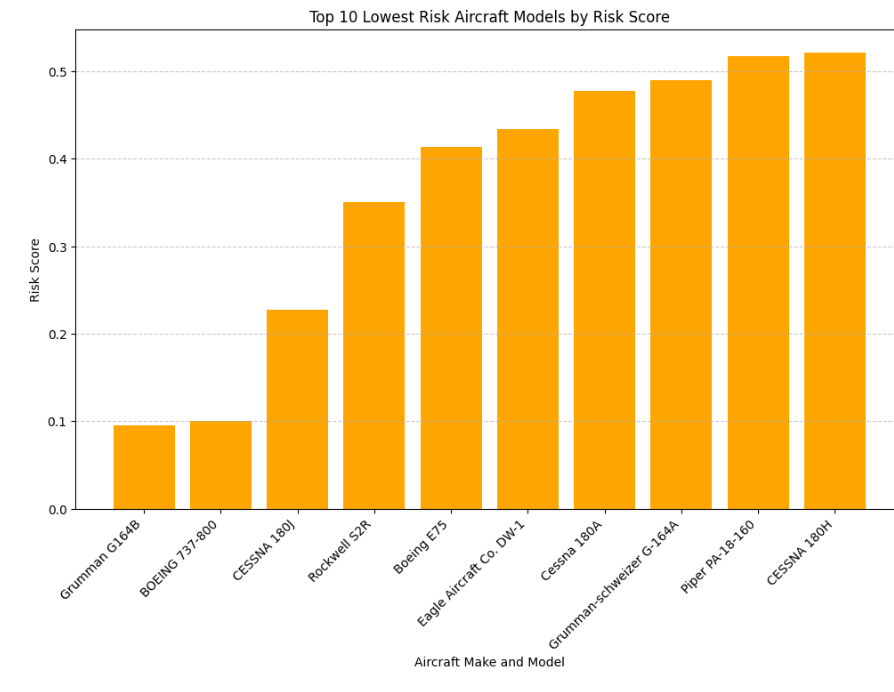 Top 10 Lowest Risk Aircraft Models by Risk Score
Risk Score
0.5
0.4
0.3
0.2
0.1
0.0
Grumman G164B
BOEING 737-800
CESSNA 180J
Rockwell S2R
Boeing E75
Eagle Aircraft Co. DW-1
Cessna 180A
Grumman-schweizer G-164A
Piper PA-18-160
CESSNA 180H
Aircraft Make and Model